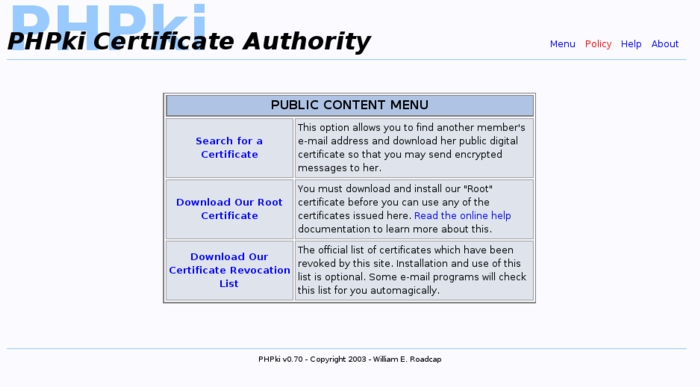 PHPki
PHPki Certificate Authority
Menu Policy Help About
PUBLIC CONTENT MENU
Search for a
Certificate
This option allows you to find another member's
e-mail address and download her public digital
certificate so that you may send encrypted
messages to her.
Download Our Root
Certificate
You must download and install our "Root"
certificate before you can use any of the
certificates issued here. Read the online help
documentation to learn more about this.
Download Our
Certificate Revocation
List
The official list of certificates which have been
revoked by this site. Installation and use of this
list is optional. Some e-mail programs will check
this list for you automagically.
PHPki v0.70 - Copyright 2003 - William E. Roadcap